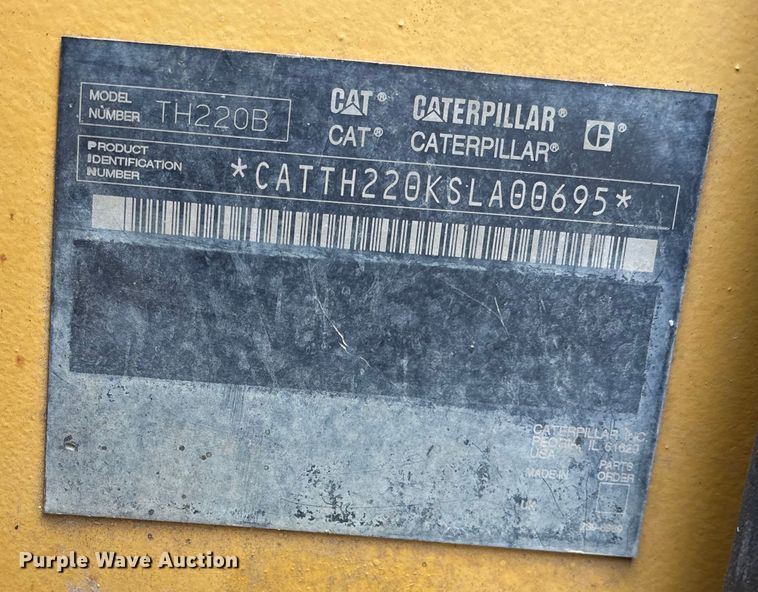 MODEL
NUMBER TH220B
CAT® CATERPILLAR®
CAT® CATERPILLAR® ®
PRODUCT
IDENTIFICATION
NUMBER
*CATTH220KSLA00695*
CATERPILLAR INC.
PEORIA, IL 61629
USA
MADE IN
PARTS
ORDER
Purple Wave Auction